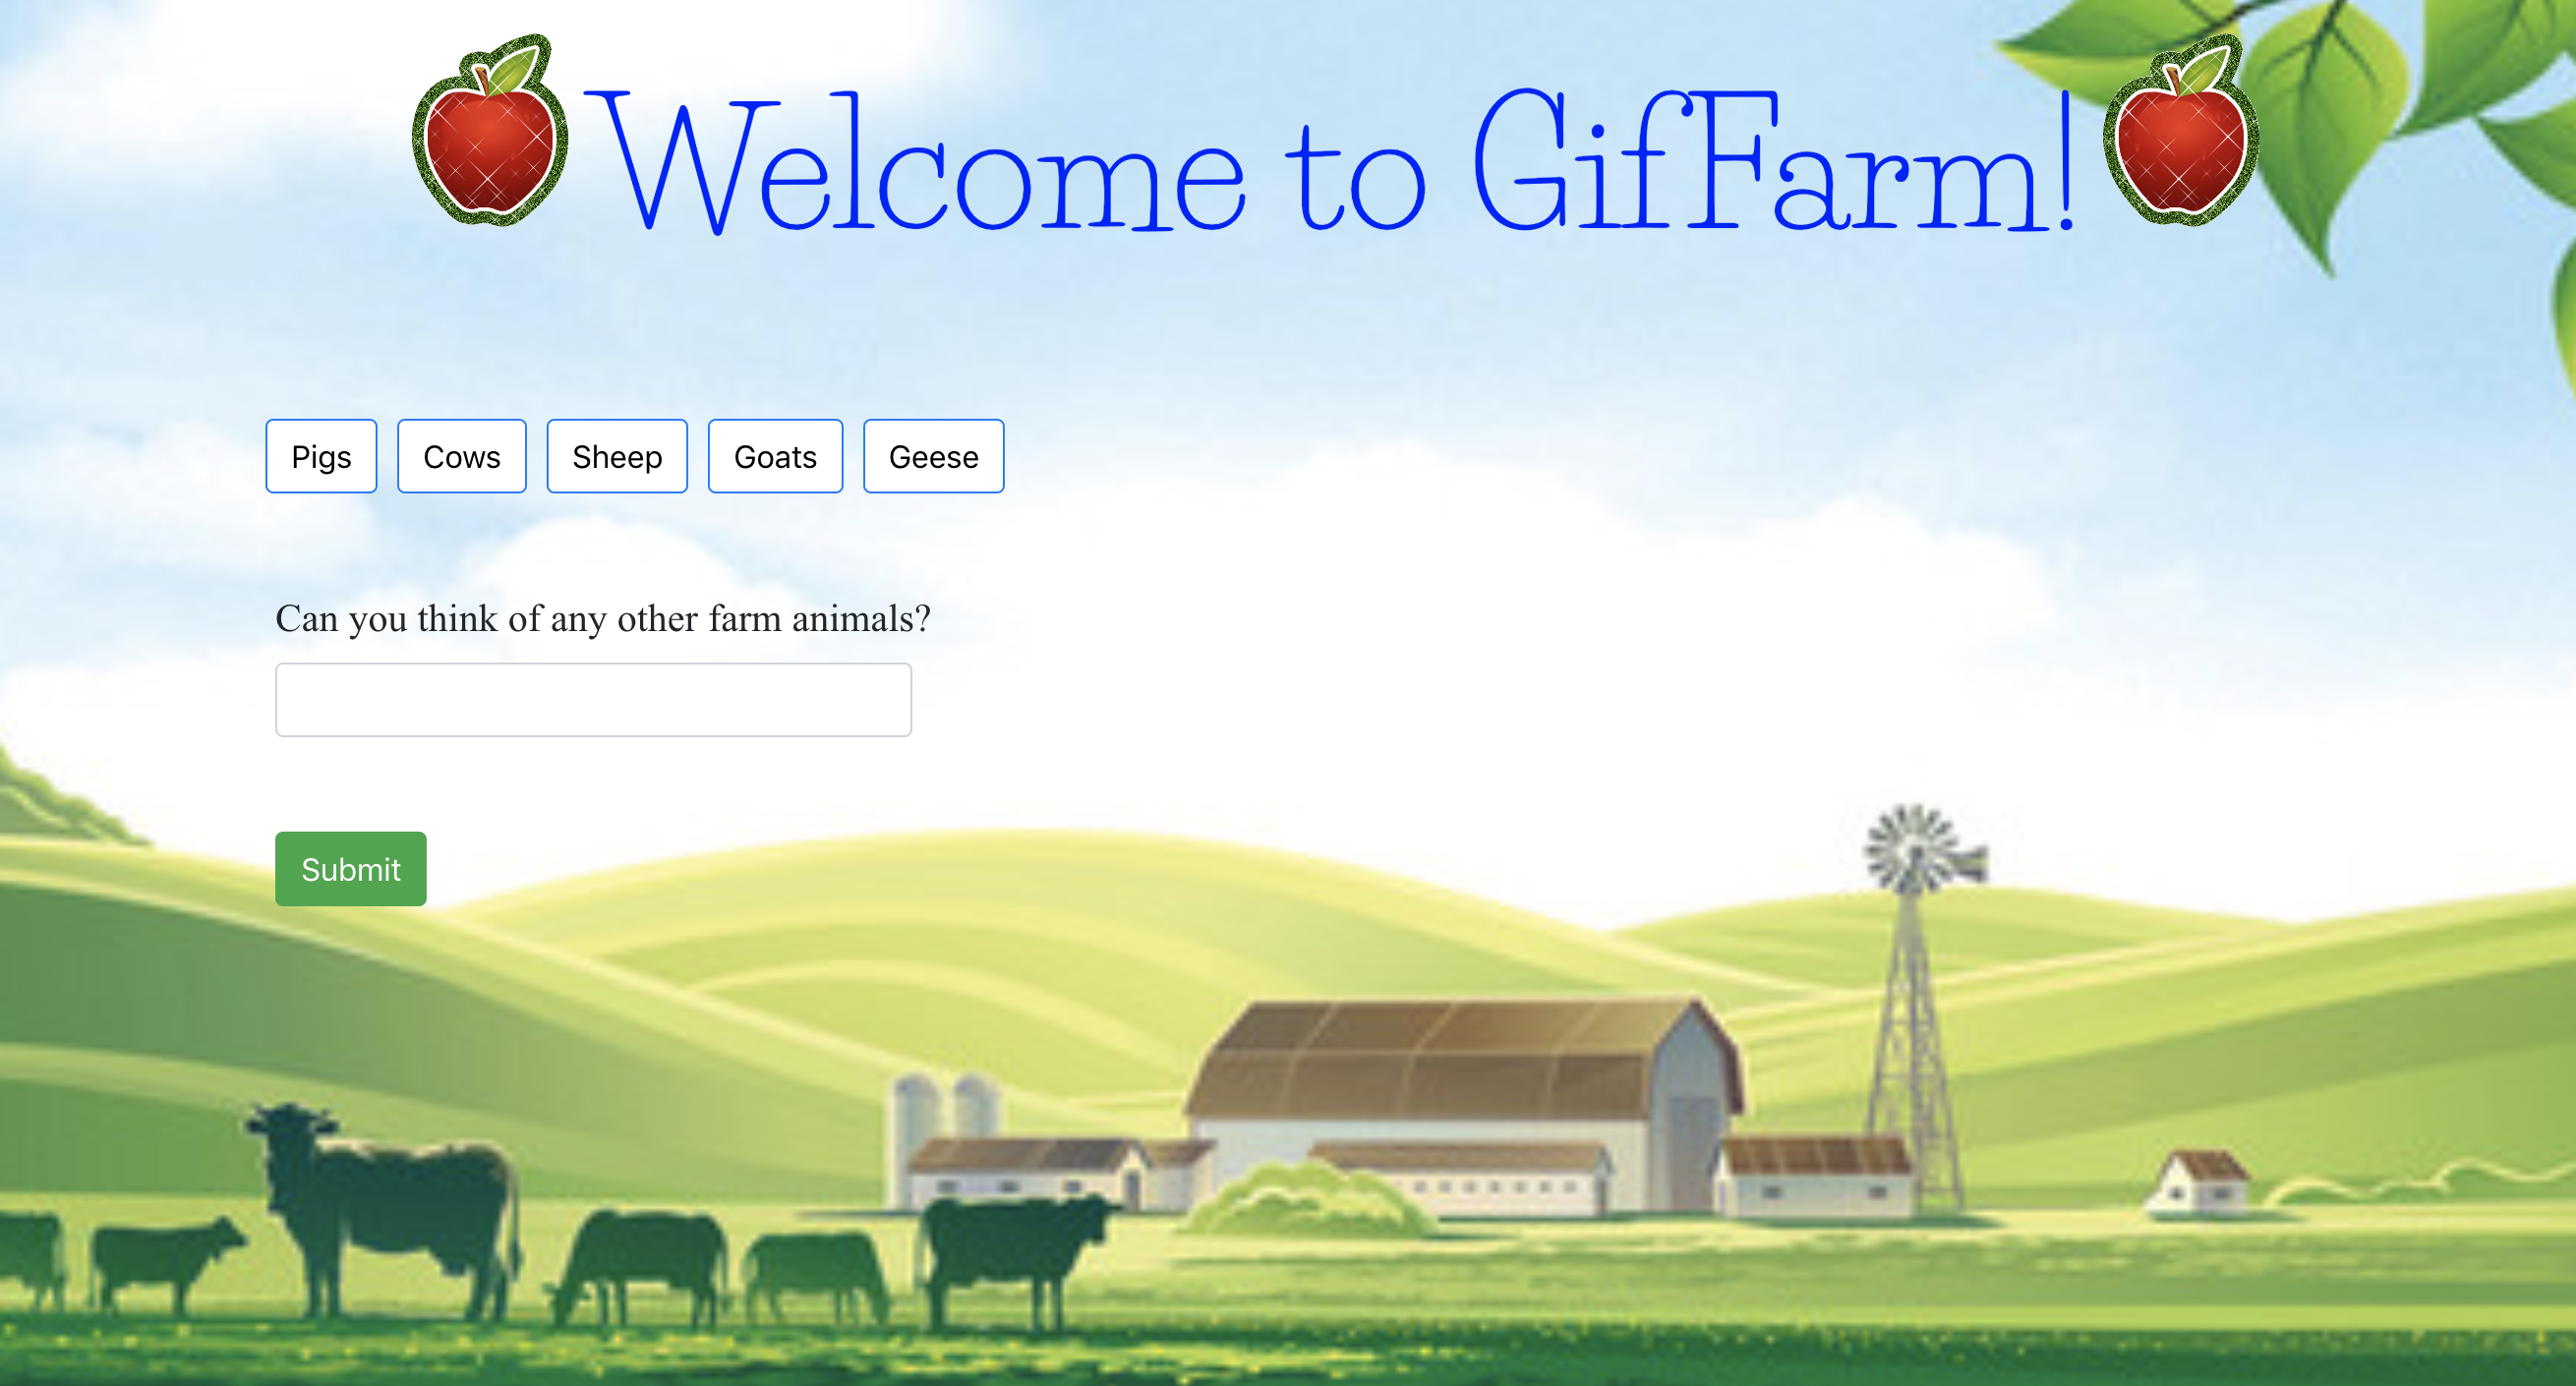 Welcome to GifFarm!
Pigs Cows Sheep Goats Geese
Can you think of any other farm animals?
Submit